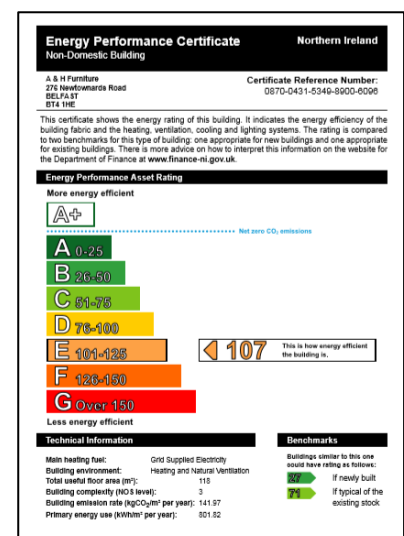 Energy Performance Certificate
Northern Ireland
Non-Domestic Building
A & H Furniture
276 Newtownards Road
BELFAST
BT4 1HE
Certificate Reference Number:
0870-0431-5349-8900-6096
This certificate shows the energy rating of this building. It indicates the energy efficiency of the
building fabric and the heating, ventilation, cooling and lighting systems. The rating is compared
to two benchmarks for this type of building: one appropriate for new buildings and one appropriate
for existing buildings. There is more advice on how to interpret this information on the website for
the Department of Finance at www.finance-ni.gov.uk.
Energy Performance Asset Rating
More energy efficient
A+
Net zero CO₂ emissions
A 0-25
B 26-50
C 51-75
D 76-100
E 101-125
107
This is how energy efficient
the building is.
F 126-150
G Over 150
Less energy efficient
Technical Information
Main heating fuel: Grid Supplied Electricity
Building environment: Heating and Natural Ventilation
Total useful floor area (m²): 118
Building complexity (NOS level): 3
Building emission rate (kgCO₂/m² per year): 141.97
Primary energy use (kWh/m² per year): 801.82
Benchmarks
Buildings similar to this one
could have rating as follows:
27 If newly built
71 If typical of the
existing stock